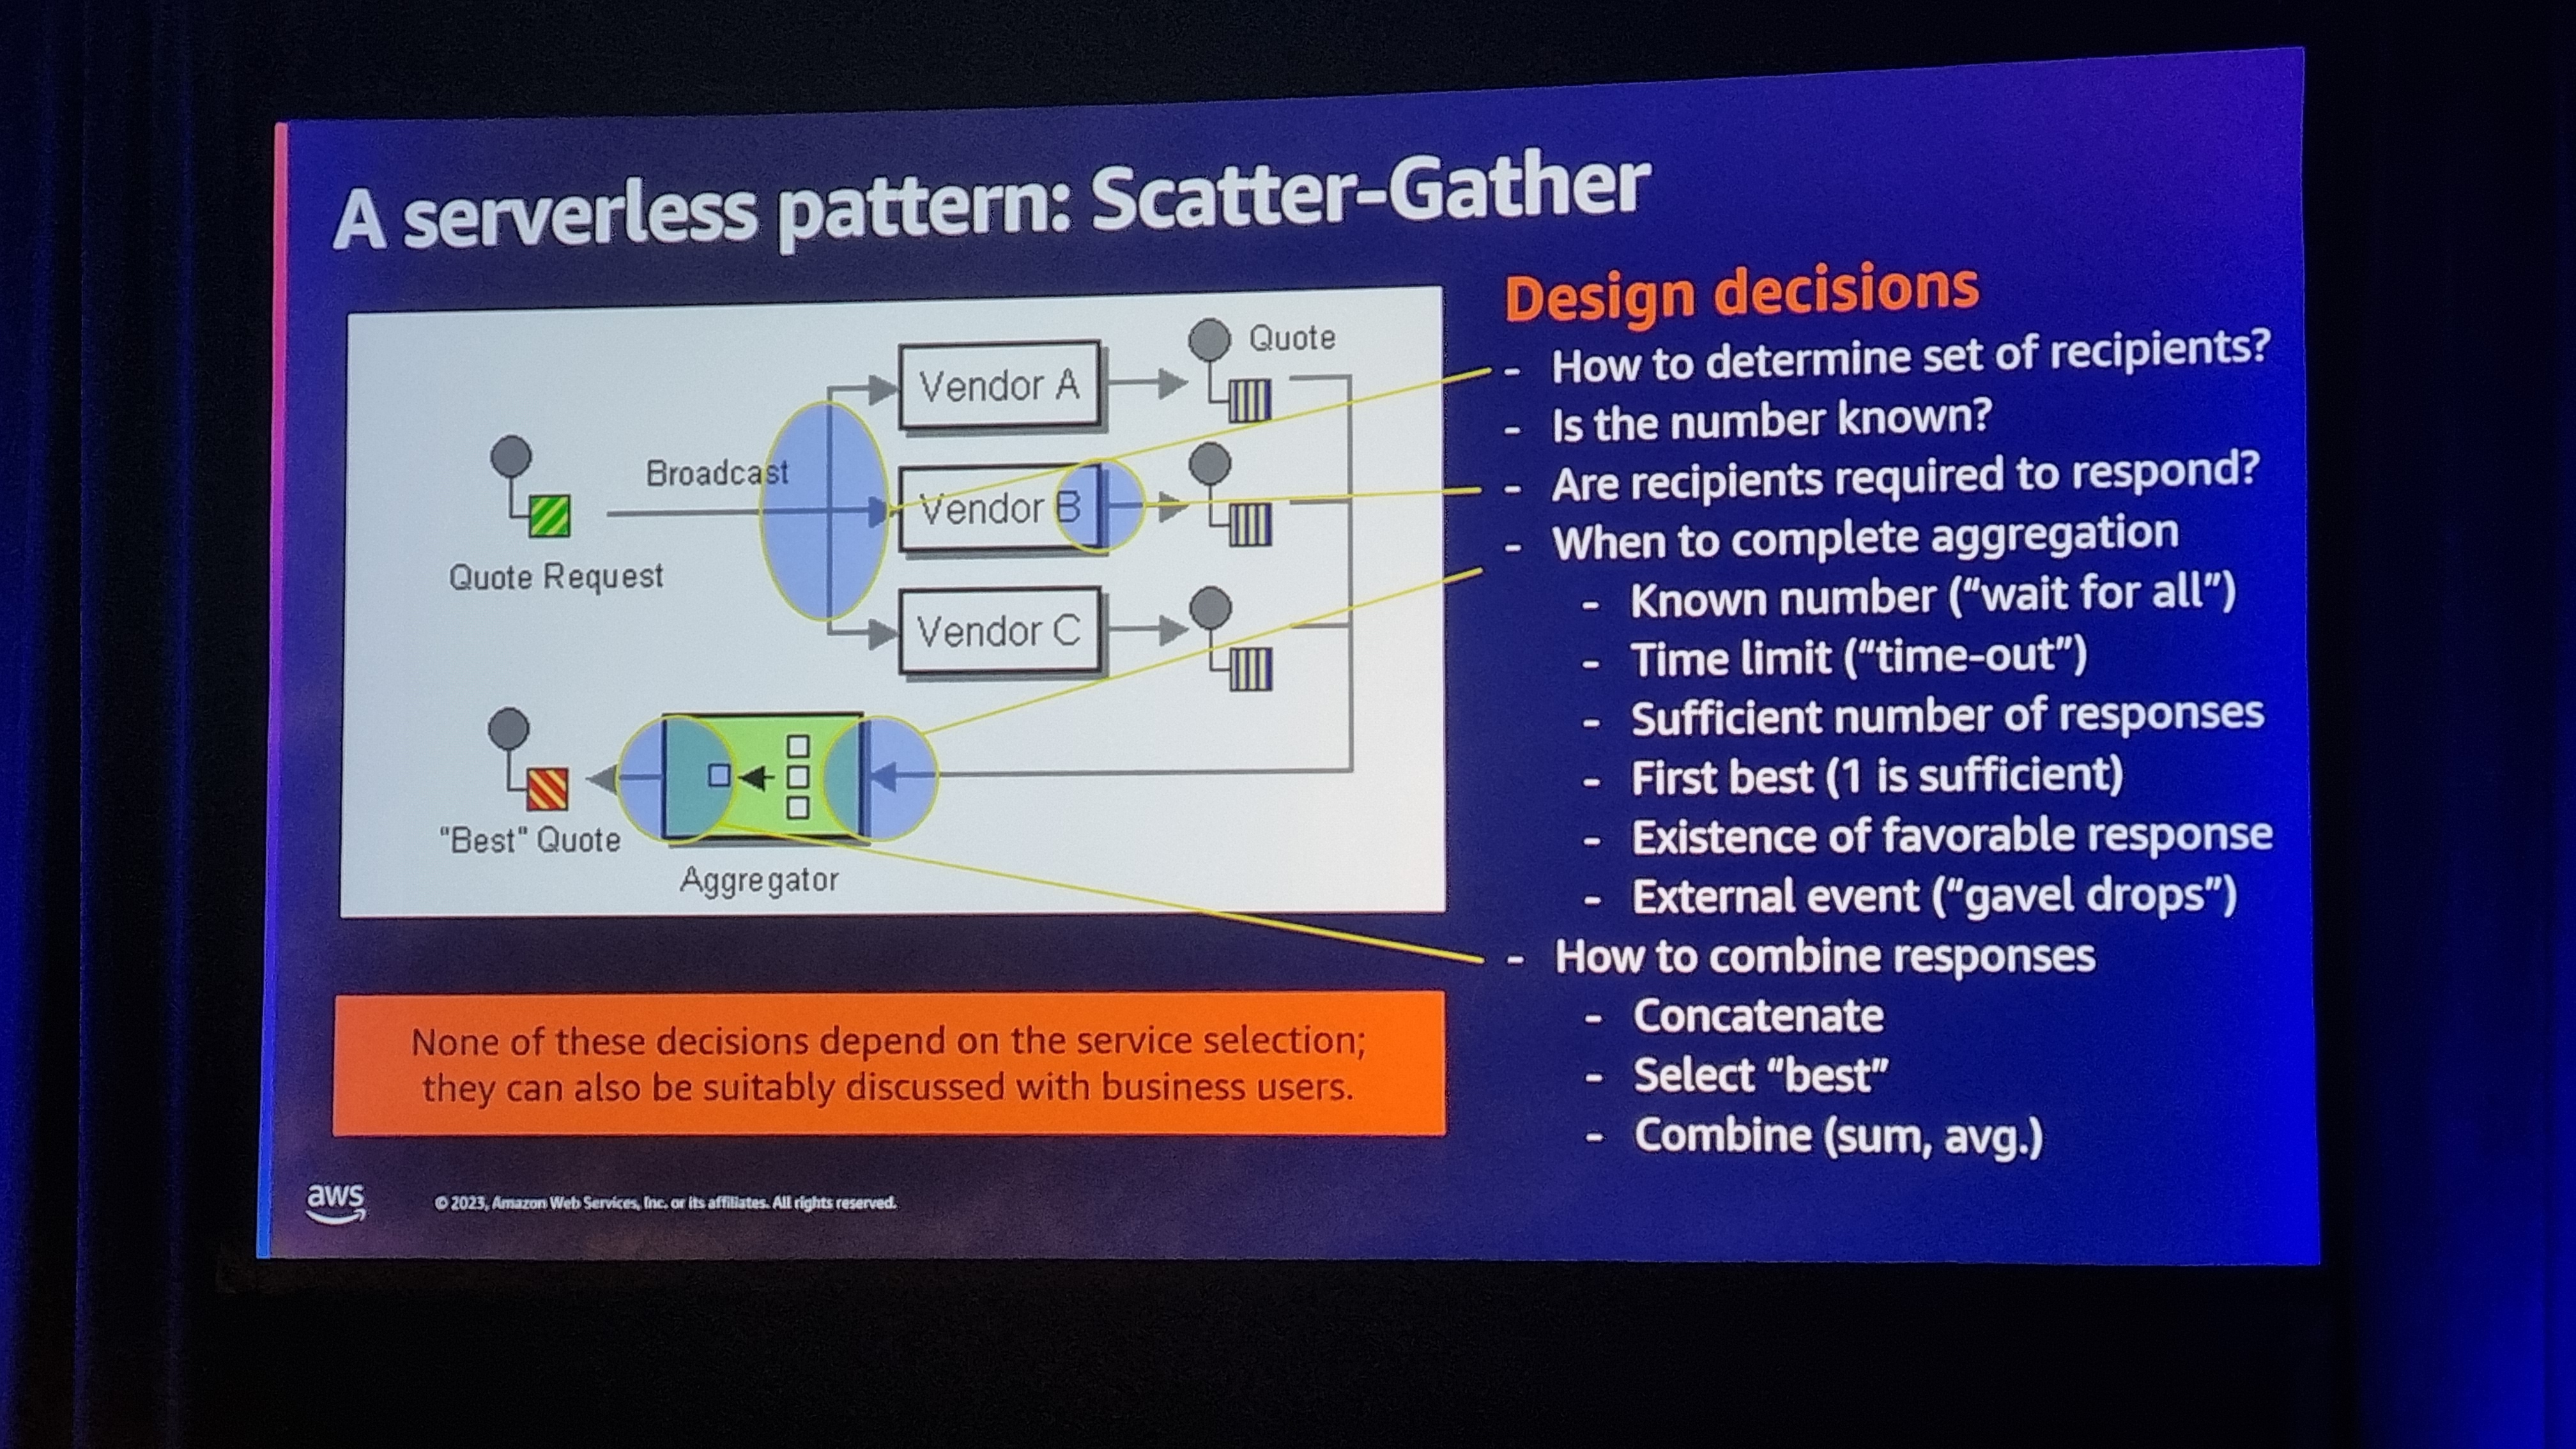 A serverless pattern: Scatter-Gather
Quote Request
Broadcast
Vendor A
Vendor B
Vendor C
Quote
"Best" Quote
Aggregator
Design decisions
- How to determine set of recipients?
- Is the number known?
- Are recipients required to respond?
- When to complete aggregation
- Known number (“wait for all”)
- Time limit (“time-out”)
- Sufficient number of responses
- First best (1 is sufficient)
- Existence of favorable response
- External event (“gavel drops”)
- How to combine responses
- Concatenate
- Select “best”
- Combine (sum, avg.)
None of these decisions depend on the service selection;
they can also be suitably discussed with business users.
aws
© 2023, Amazon Web Services, Inc. or its affiliates. All rights reserved.